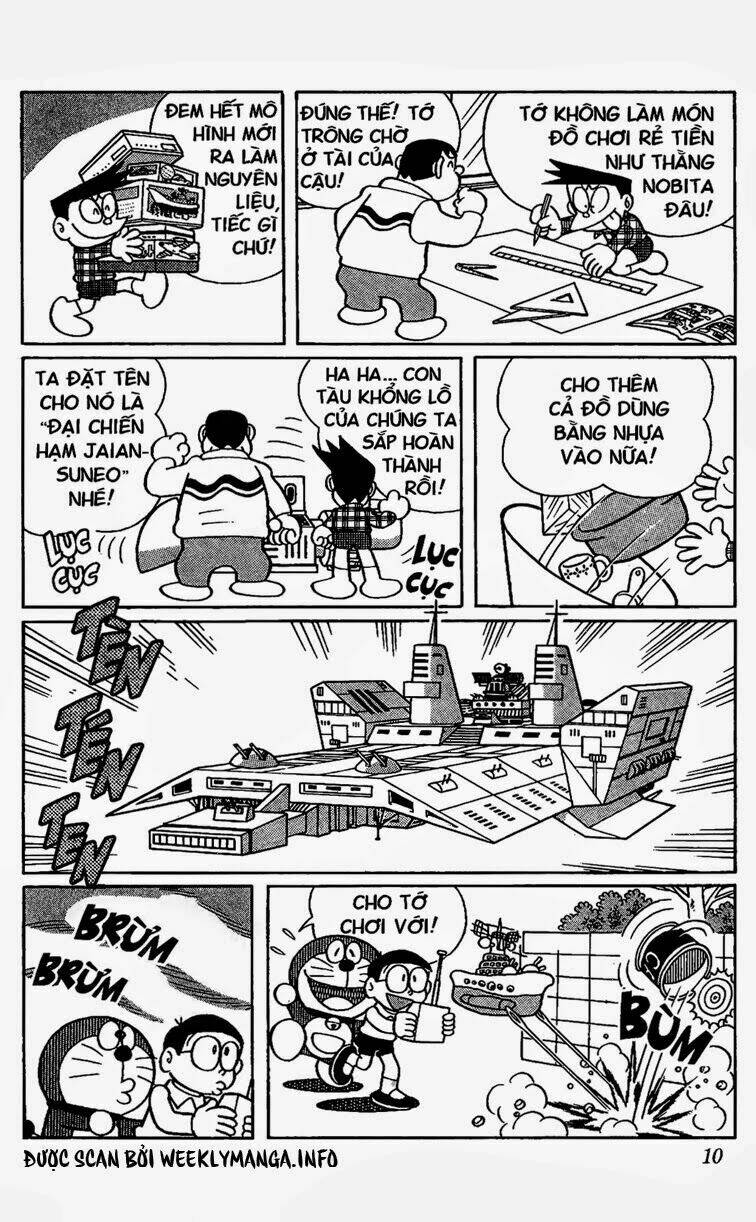 ĐEM HẾT MÔ
HÌNH MỚI
RA LÀM
NGUYÊN
LIỆU,
TIẾC GÌ
CHỨ!
ĐÚNG THẾ! TỚ
TRÔNG CHỜ
Ở TÀI CỦA
CẬU!
TỚ KHÔNG LÀM MÓN
ĐỒ CHƠI RẺ TIỀN
NHƯ THẰNG
NOBITA
ĐÂU!
TA ĐẶT TÊN
CHO NÓ LÀ
“ĐẠI CHIẾN
HẠM JAIAN-
SUNEO”
NHÉ!
LỤC
CỤC
HA HA... CON
TÀU KHỔNG LỒ
CỦA CHÚNG TA
SẮP HOÀN
THÀNH
RỒI!
LỤC
CỤC
CHO THÊM
CẢ ĐỒ DÙNG
BẰNG NHỰA
VÀO NỮA!
TÈN
TÉN
TEN
BRỪM
BRỪM
CHO TỚ
CHƠI VỚI!
BÙM
ĐƯỢC SCAN BỞI WEEKLYMANGA.INFO
10